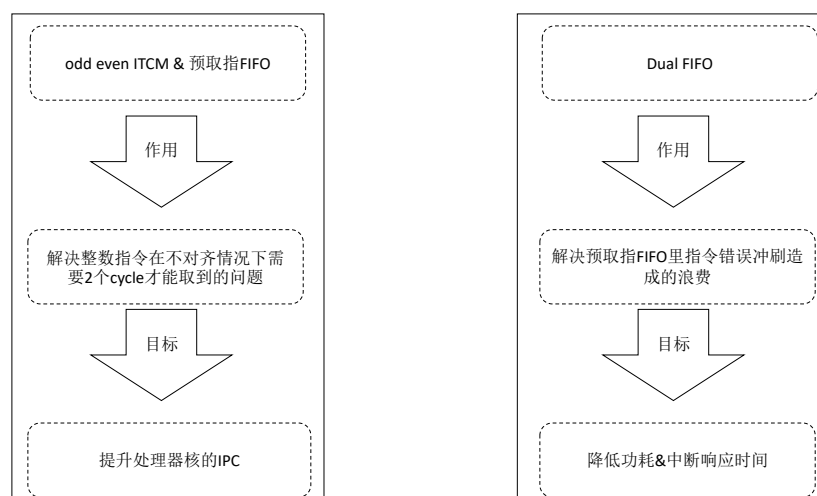 odd even ITCM & 预取指FIFO
作用
解决整数指令在不对齐情况下需
要2个cycle才能取到的问题
目标
提升处理器核的IPC
Dual FIFO
作用
解决预取指FIFO里指令错误冲刷造
成的浪费
目标
降低功耗&中断响应时间